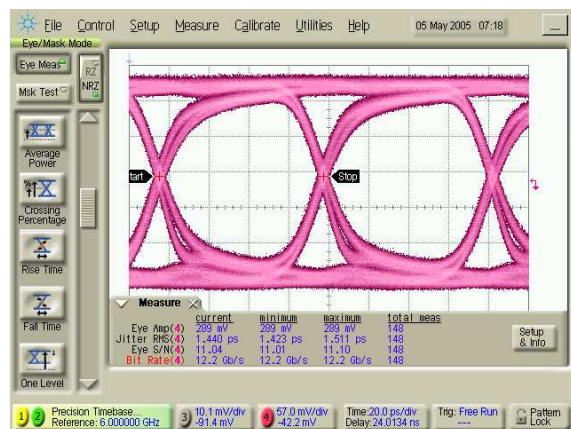 File Control Setup Measure Calibrate Utilities Help 05 May 2005 07:18
Eye/Mask Mode
Eye Meas
RZ
Msk Test
NRZ
Average Power
Crossing Percentage
Rise Time
Fall Time
One Level
tart
Stop
Measure
current minimum maximum total meas
Eye Amp(4) 289 mV 289 mV 289 mV 148
Jitter RMS(4) 1.440 ps 1.423 ps 1.511 ps 148
Eye S/N(4) 11.04 11.01 11.10 148
Bit Rate(4) 12.2 Gb/s 12.2 Gb/s 12.2 Gb/s 148
Setup & Info
1 2 Precision Timebase... Reference: 6.000000 GHz
3 10.1 mV/div -91.4 mV
4 57.0 mV/div -42.2 mV
Time:20.0 ps/div Delay:24.0134 ns
Trig: Free Run ---
Pattern Lock